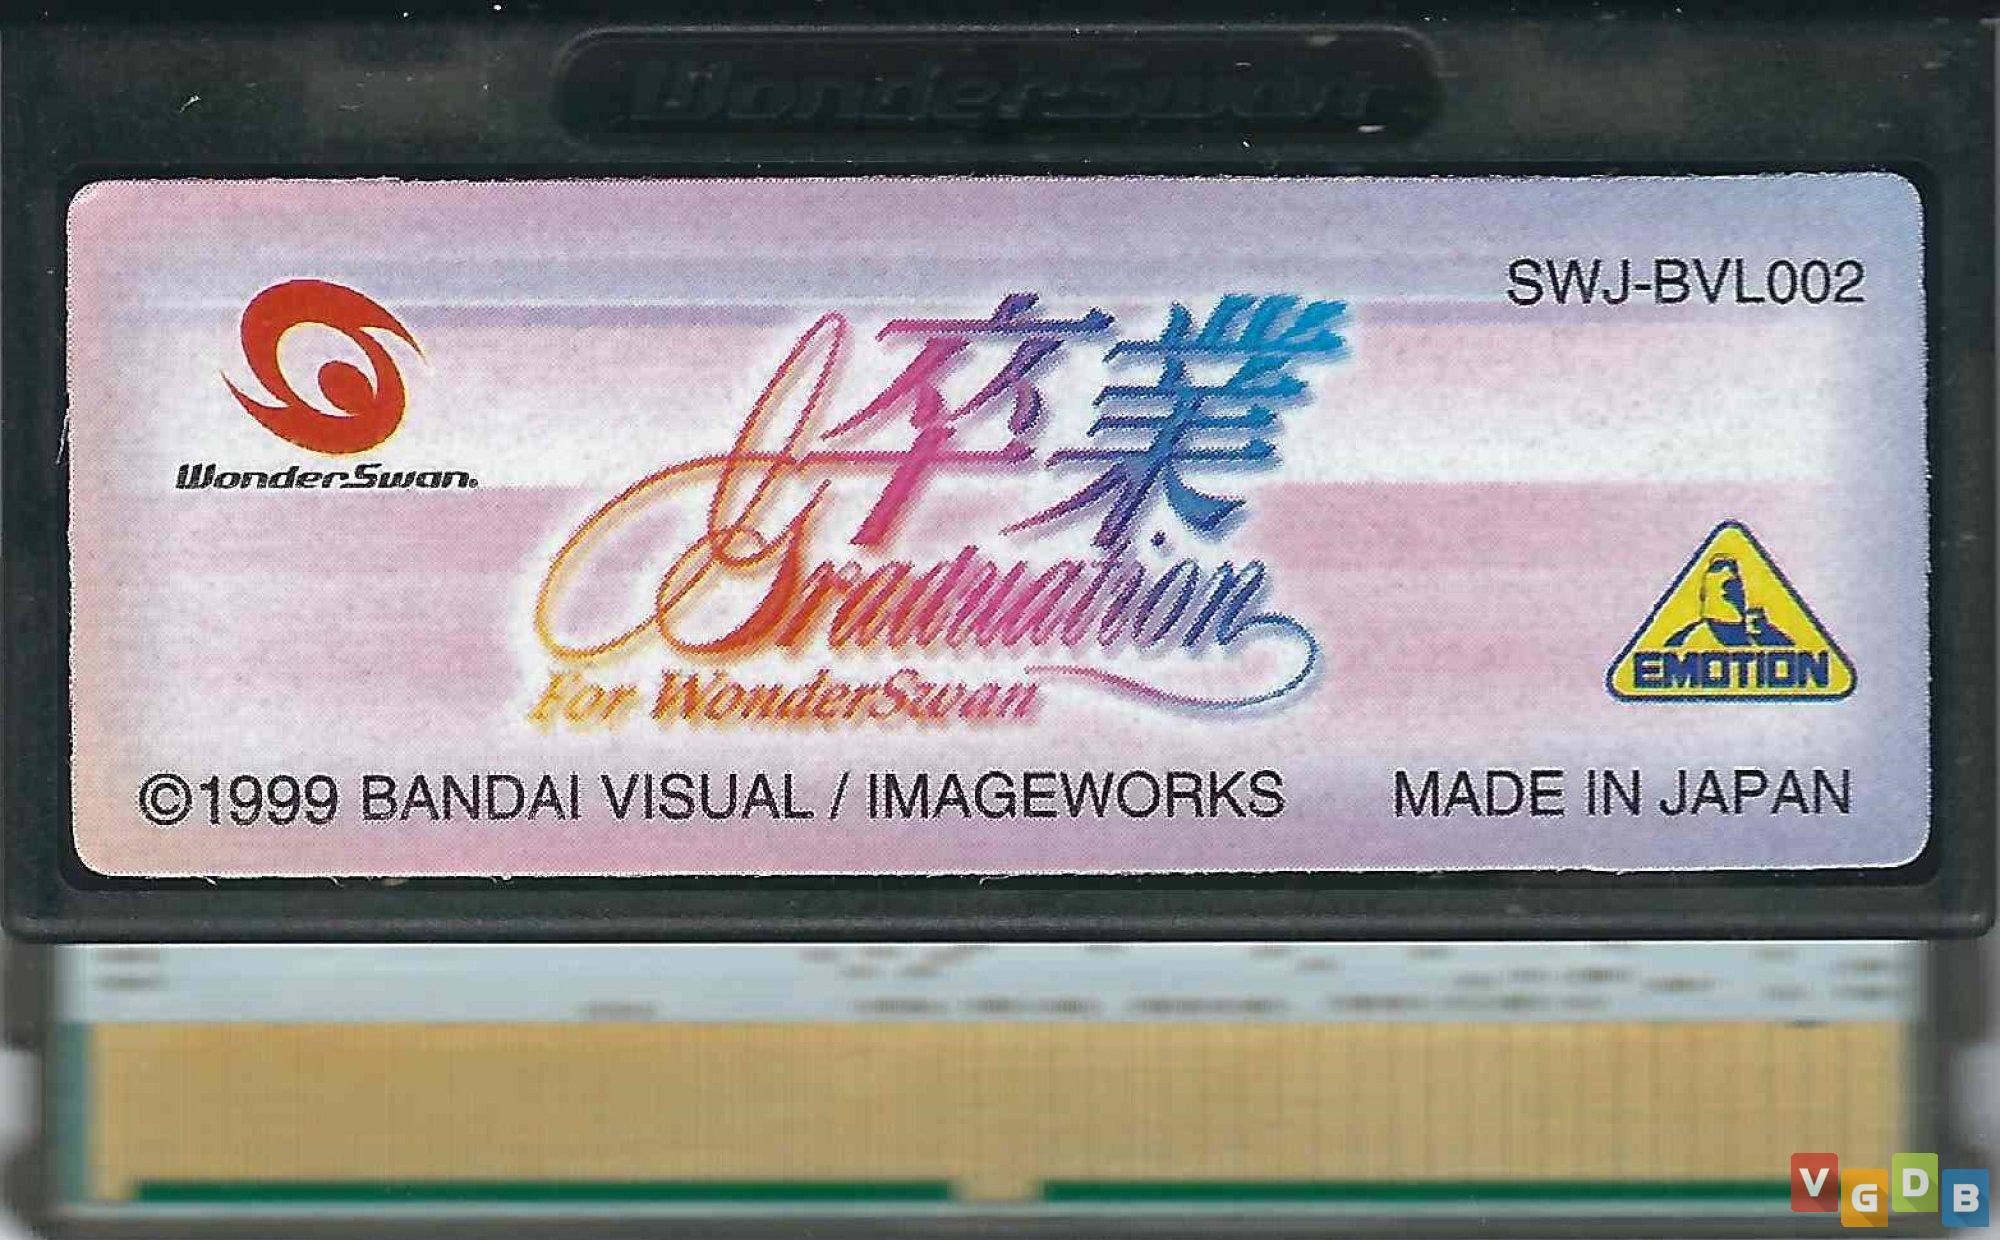 WonderSwan
SWJ-BVL002
WonderSwan®
卒業
Graduation
For WonderSwan
EMOTION
©1999 BANDAI VISUAL / IMAGEWORKS MADE IN JAPAN
VGDB